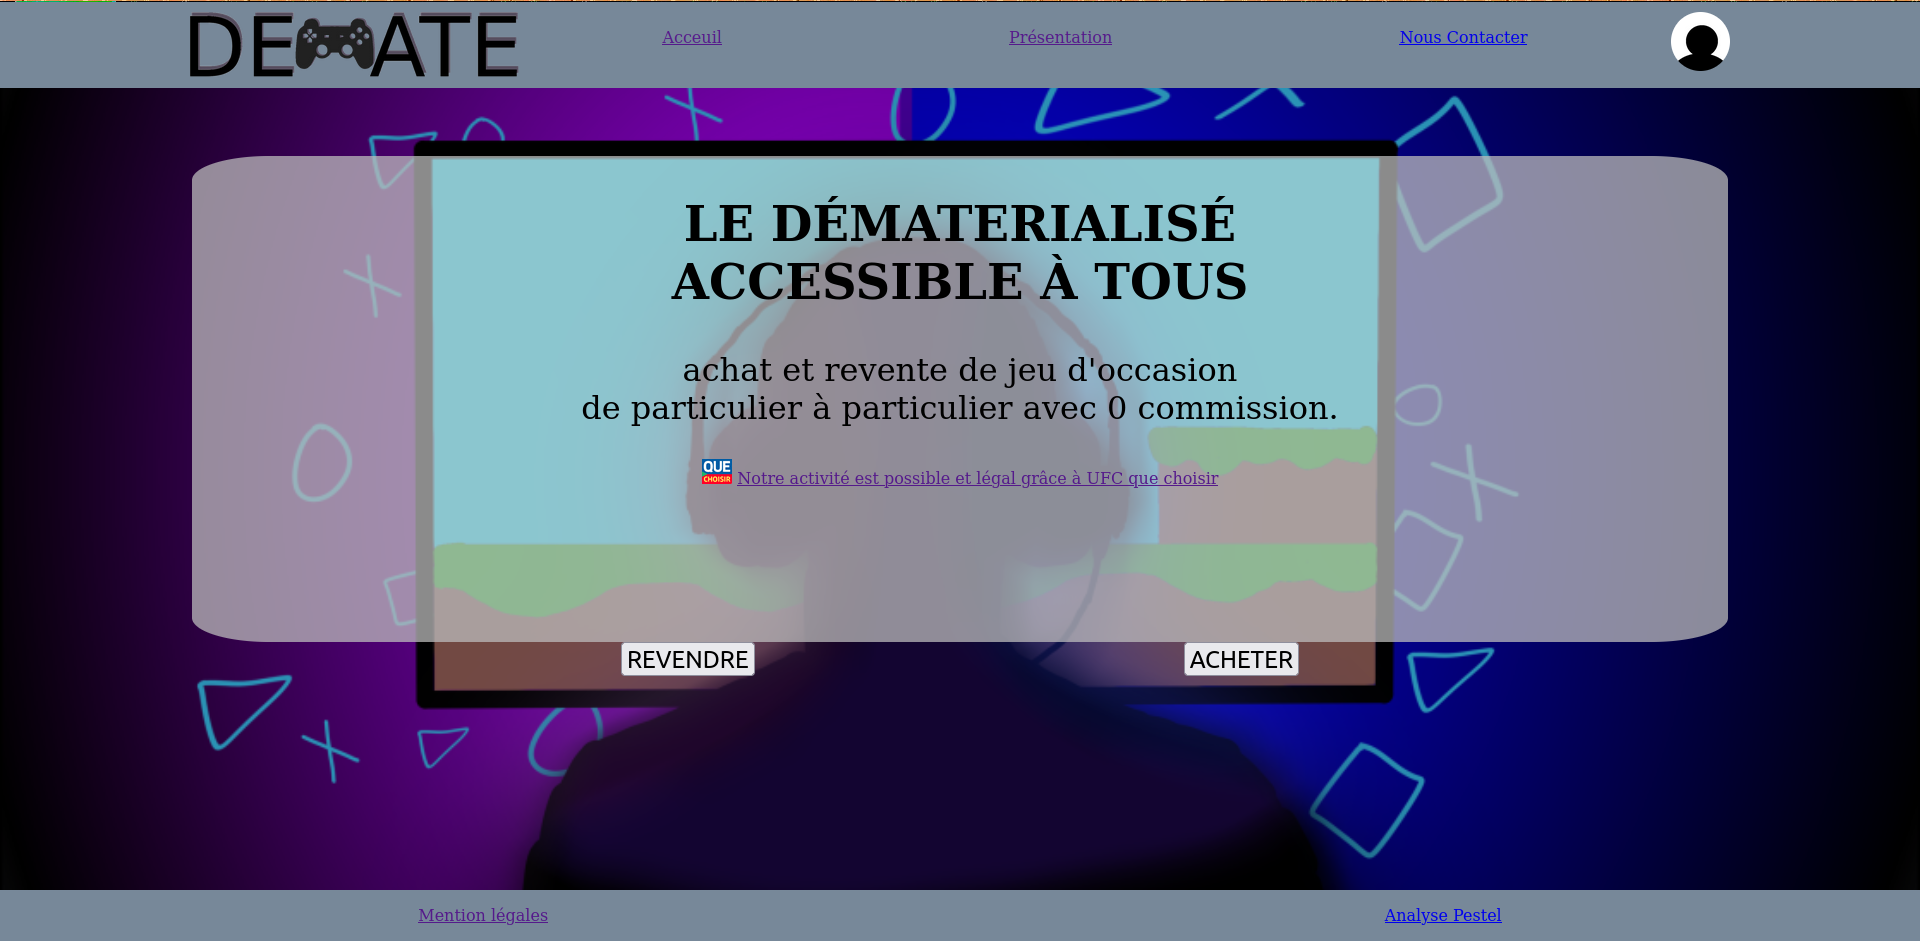 DEMATE
Acceuil
Présentation
Nous Contacter
LE DÉMATERIALISÉ
ACCESSIBLE À TOUS
achat et revente de jeu d'occasion
de particulier à particulier avec 0 commission.
QUE
CHOISIR
Notre activité est possible et légal grâce à UFC que choisir
REVENDRE
ACHETER
Mention légales
Analyse Pestel